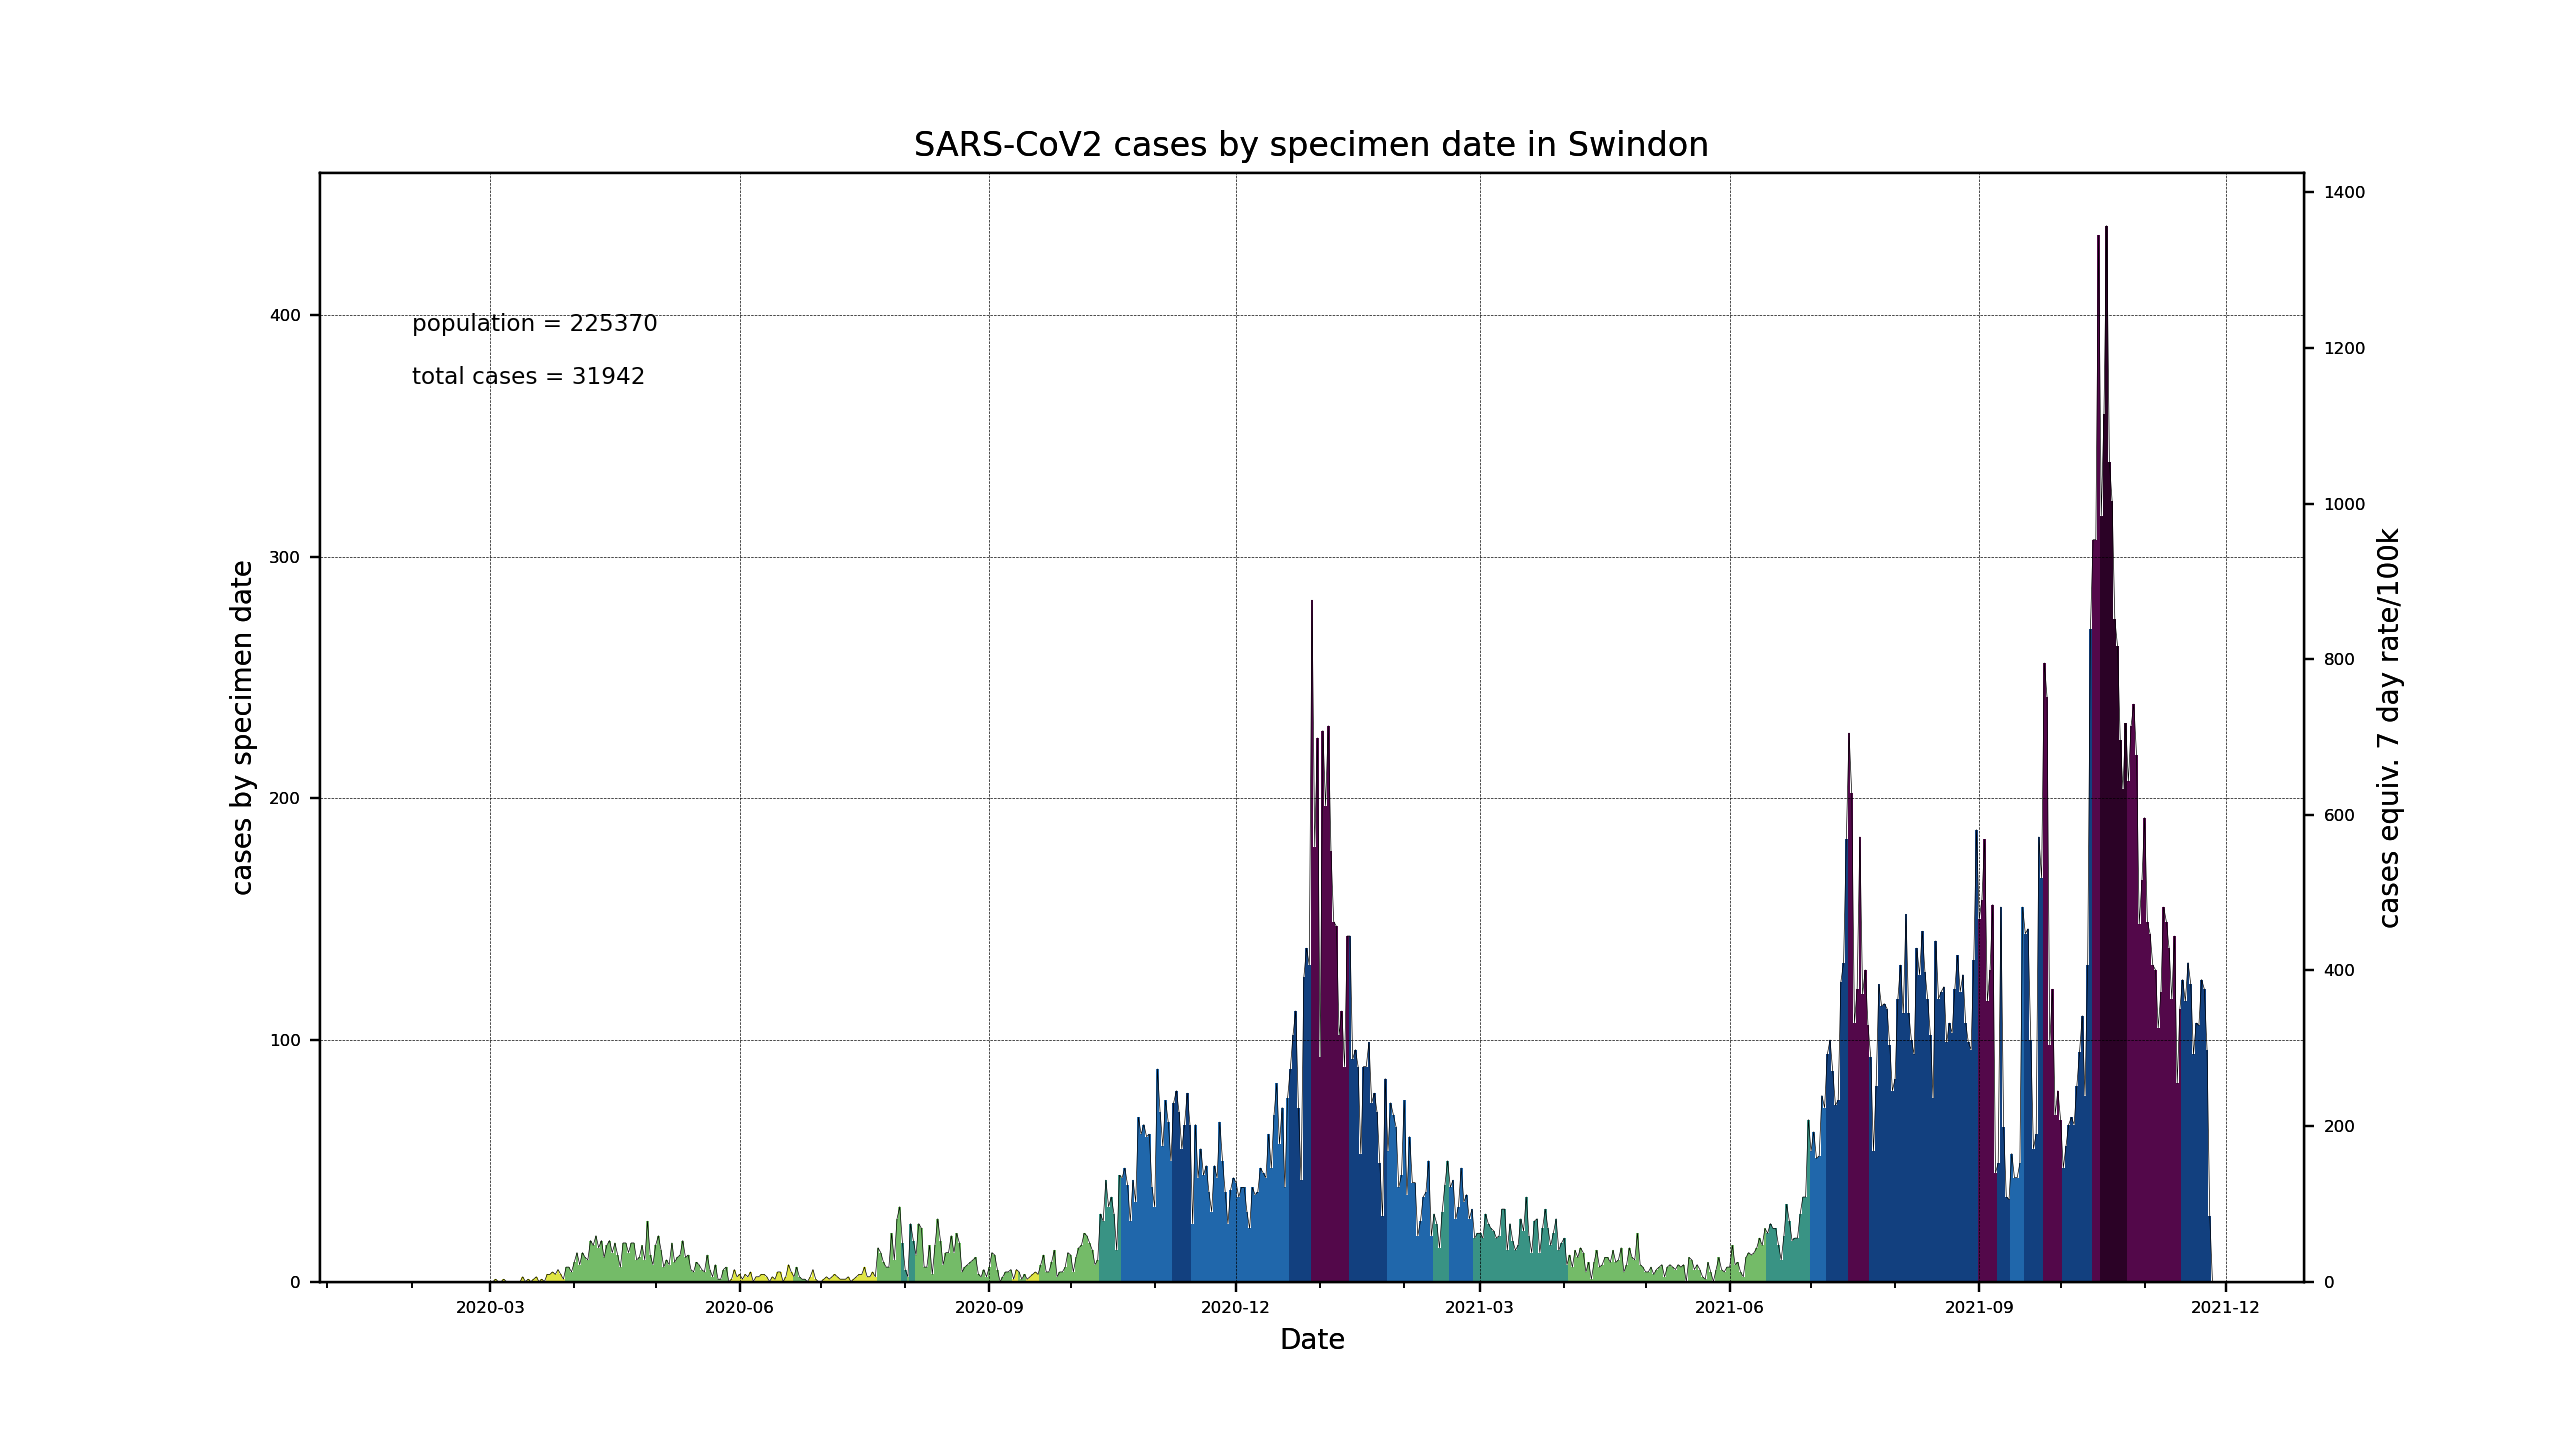 SARS-CoV2 cases by specimen date in Swindon
population = 225370
total cases = 31942
cases by specimen date
0
100
200
300
400
cases equiv. 7 day rate/100k
0
200
400
600
800
1000
1200
1400
2020-03 2020-06 2020-09 2020-12 2021-03 2021-06 2021-09 2021-12
Date